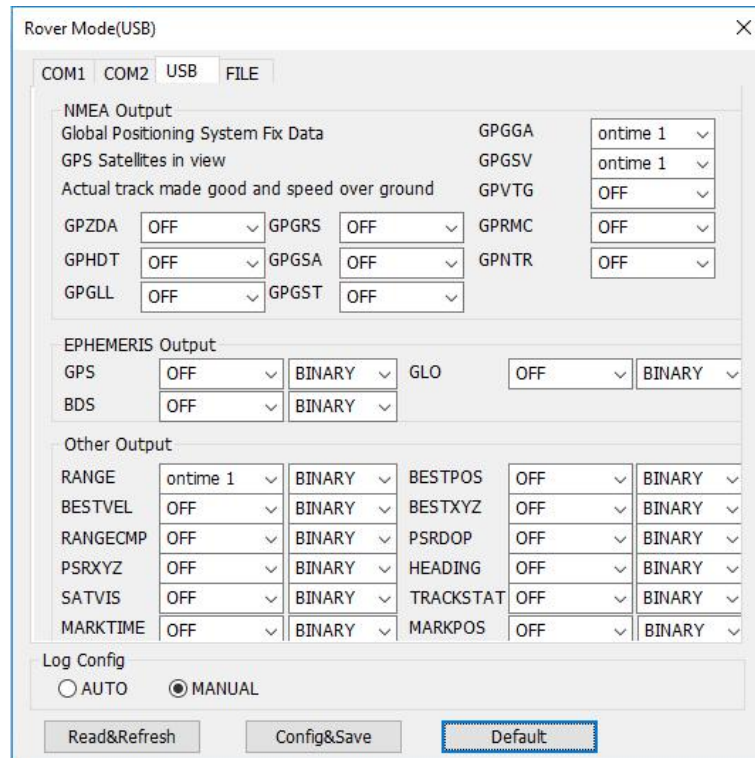 Rover Mode(USB)
COM1 COM2 USB FILE
NMEA Output
Global Positioning System Fix Data GPGGA ontime 1
GPS Satellites in view GPGSV ontime 1
Actual track made good and speed over ground GPVTG OFF
GPZDA OFF GPGRS OFF GPRMC OFF
GPHDT OFF GPGSA OFF GPNTR OFF
GPGLL OFF GPGST OFF
EPHEMERIS Output
GPS OFF BINARY GLO OFF BINARY
BDS OFF BINARY
Other Output
RANGE ontime 1 BINARY BESTPOS OFF BINARY
BESTVEL OFF BINARY BESTXYZ OFF BINARY
RANGECMP OFF BINARY PSRDOP OFF BINARY
PSRXYZ OFF BINARY HEADING OFF BINARY
SATVIS OFF BINARY TRACKSTAT OFF BINARY
MARKTIME OFF BINARY MARKPOS OFF BINARY
Log Config
AUTO MANUAL
Read&Refresh Config&Save Default